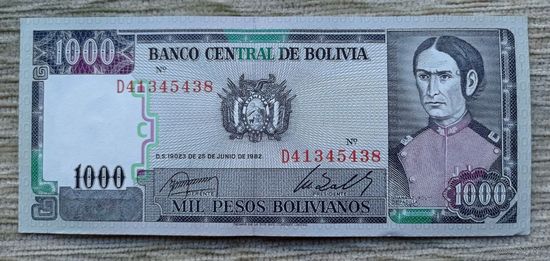 1000
BANCO CENTRAL DE BOLIVIA
Nº
D41345438
Nº
D41345438
D.S. 19023 DE 25 DE JUNIO DE 1982
1000
GERENTE
PRESIDENTE
MIL PESOS BOLIVIANOS
1000